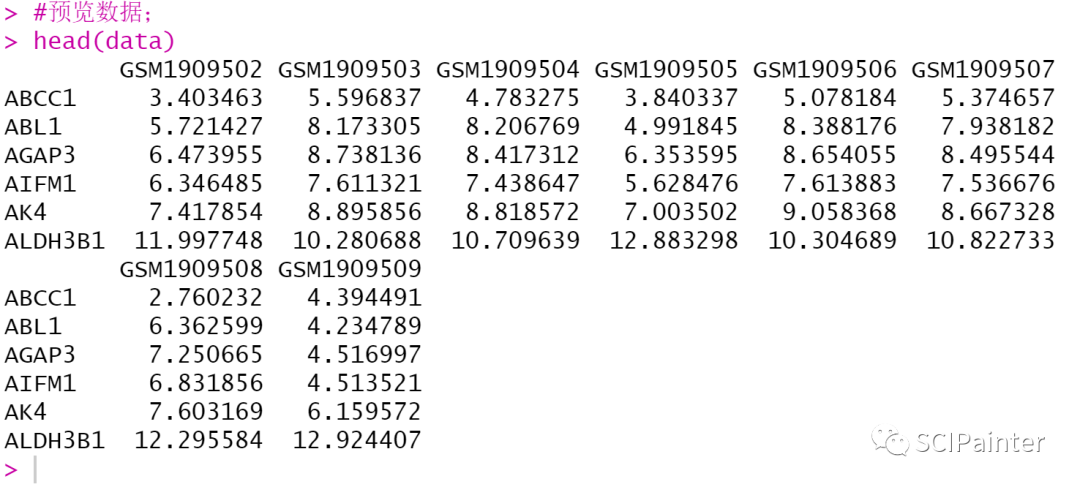 > #预览数据;
> head(data)
GSM1909502 GSM1909503 GSM1909504 GSM1909505 GSM1909506 GSM1909507
ABCC1 3.403463 5.596837 4.783275 3.840337 5.078184 5.374657
ABL1 5.721427 8.173305 8.206769 4.991845 8.388176 7.938182
AGAP3 6.473955 8.738136 8.417312 6.353595 8.654055 8.495544
AIFM1 6.346485 7.611321 7.438647 5.628476 7.613883 7.536676
AK4 7.417854 8.895856 8.818572 7.003502 9.058368 8.667328
ALDH3B1 11.997748 10.280688 10.709639 12.883298 10.304689 10.822733
GSM1909508 GSM1909509
ABCC1 2.760232 4.394491
ABL1 6.362599 4.234789
AGAP3 7.250665 4.516997
AIFM1 6.831856 4.513521
AK4 7.603169 6.159572
ALDH3B1 12.295584 12.924407
SCIPainter
>